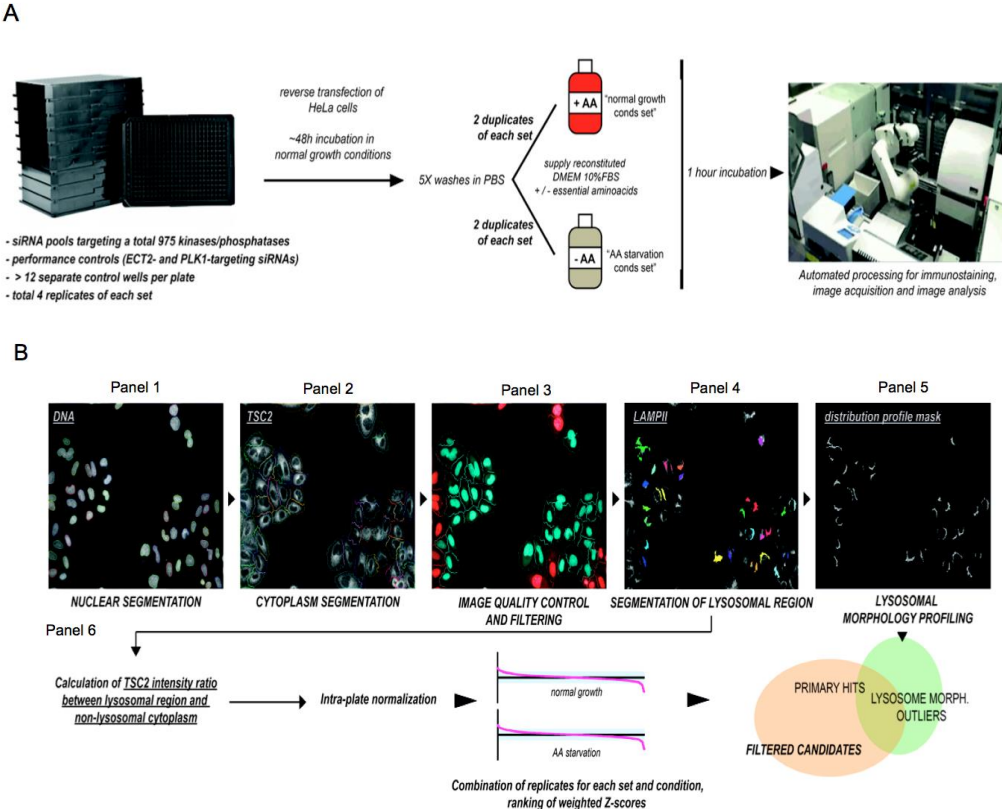 A
reverse transfection of
HeLa cells
~48h incubation in
normal growth conditions
- siRNA pools targeting a total 975 kinases/phosphatases
- performance controls (ECT2- and PLK1-targeting siRNAs)
- > 12 separate control wells per plate
- total 4 replicates of each set
5X washes in PBS
2 duplicates
of each set
+ AA
"normal growth
conds set"
supply reconstituted
DMEM 10%FBS
+ / - essential aminoacids
2 duplicates
of each set
- AA
"AA starvation
conds set"
1 hour incubation
Automated processing for immunostaining,
image acquisition and image analysis
B
Panel 1
Panel 2
Panel 3
Panel 4
Panel 5
DNA
TSC2
LAMPII
distribution profile mask
NUCLEAR SEGMENTATION
CYTOPLASM SEGMENTATION
IMAGE QUALITY CONTROL
AND FILTERING
SEGMENTATION OF LYSOSOMAL REGION
LYSOSOMAL
MORPHOLOGY PROFILING
Panel 6
Calculation of TSC2 intensity ratio
between lysosomal region and
non-lysosomal cytoplasm
Intra-plate normalization
normal growth
AA starvation
Combination of replicates for each set and condition,
ranking of weighted Z-scores
PRIMARY HITS
LYSOSOME MORPH.
OUTLIERS
FILTERED CANDIDATES